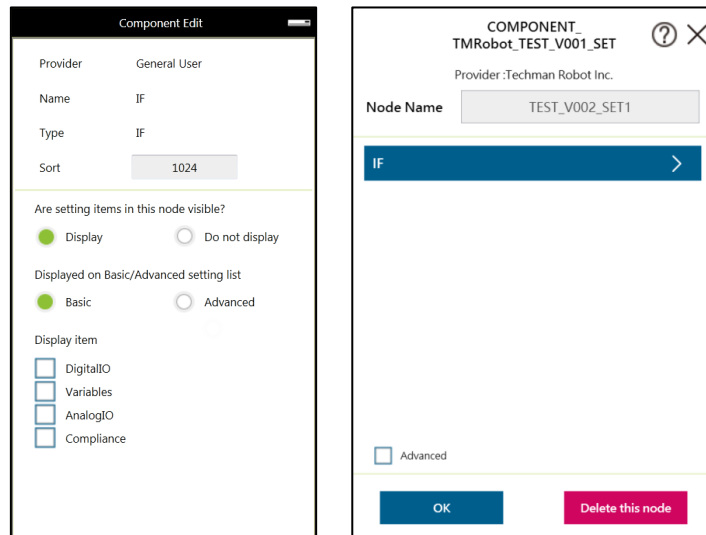 Component Edit
Provider General User
Name IF
Type IF
Sort 1024
Are setting items in this node visible?
Display Do not display
Displayed on Basic/Advanced setting list
Basic Advanced
Display item
DigitalIO
Variables
AnalogIO
Compliance
COMPONENT_
TMRobot_TEST_V001_SET
Provider :Techman Robot Inc.
Node Name TEST_V002_SET1
IF
Advanced
OK Delete this node